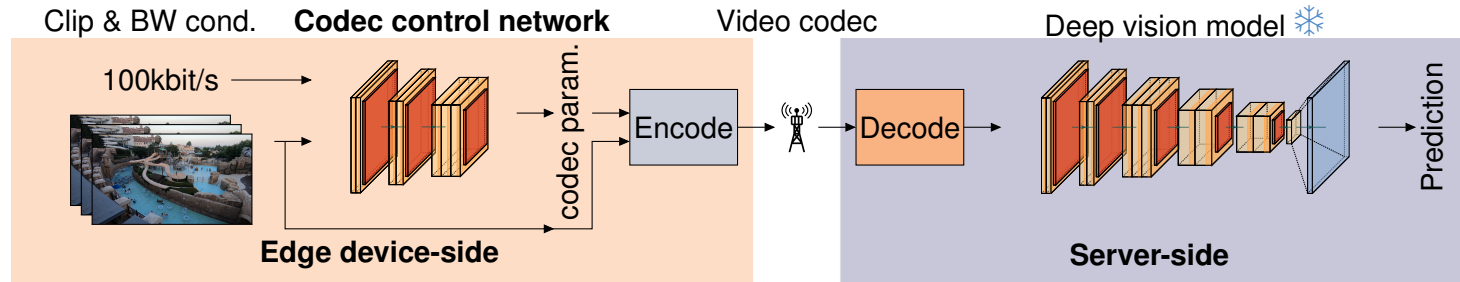 Clip & BW cond.
Codec control network
Video codec
Deep vision model
100kbit/s
codec param.
Encode
Decode
Prediction
Edge device-side
Server-side